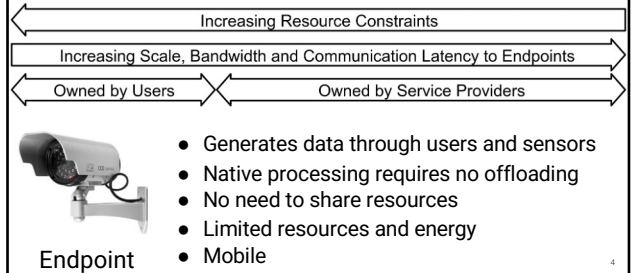 Increasing Resource Constraints
Increasing Scale, Bandwidth and Communication Latency to Endpoints
Owned by Users
Owned by Service Providers
● Generates data through users and sensors
● Native processing requires no offloading
● No need to share resources
● Limited resources and energy
● Mobile
Endpoint
4